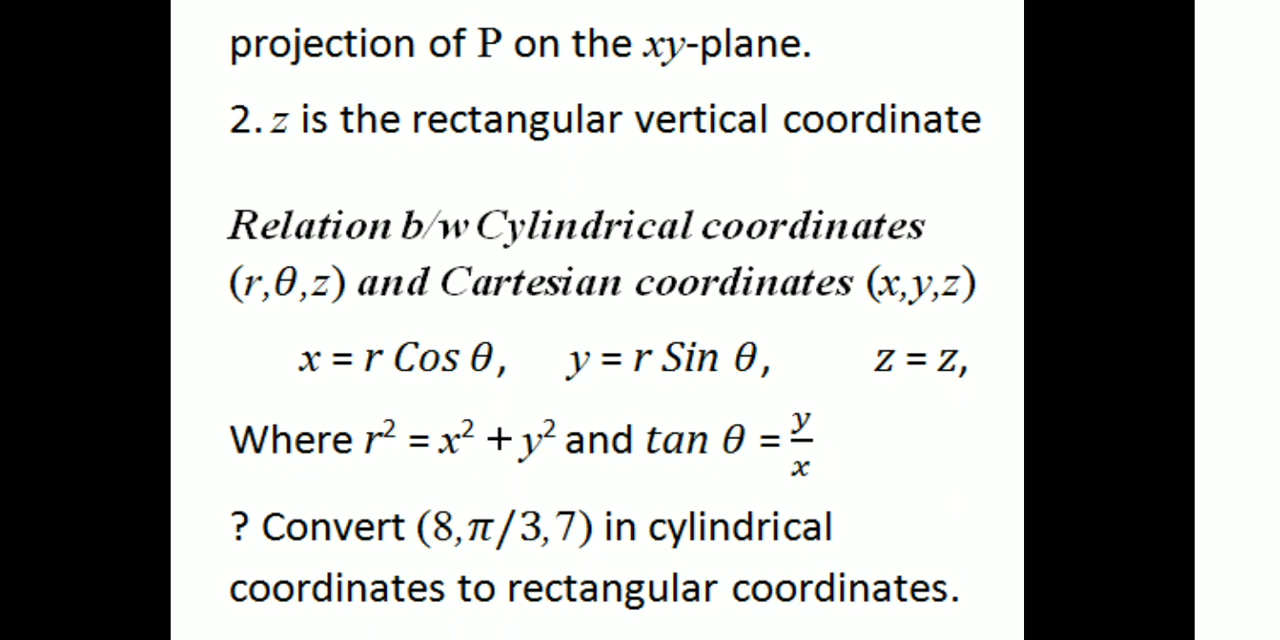 projection of P on the xy-plane.
2. z is the rectangular vertical coordinate
Relation b/w Cylindrical coordinates
(r,θ,z) and Cartesian coordinates (x,y,z)
x = r Cos θ, y = r Sin θ, z = z,
Where r² = x² + y² and tan θ = y/x
? Convert (8,π/3,7) in cylindrical
coordinates to rectangular coordinates.